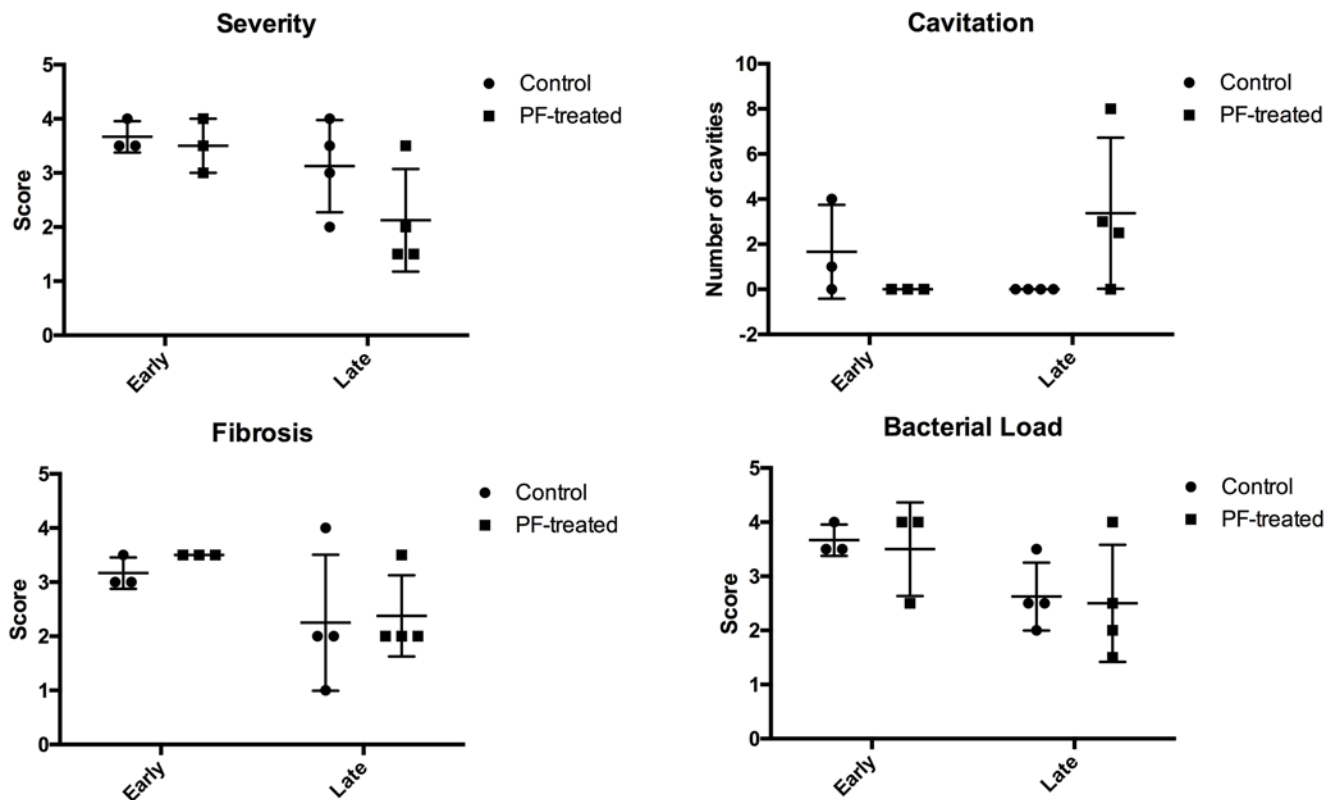 Severity
5
4
3
2
1
0
Score
Early
Late
Control
PF-treated
Cavitation
10
8
6
4
2
0
-2
Number of cavities
Early
Late
Control
PF-treated
Fibrosis
5
4
3
2
1
0
Score
Early
Late
Control
PF-treated
Bacterial Load
5
4
3
2
1
0
Score
Early
Late
Control
PF-treated